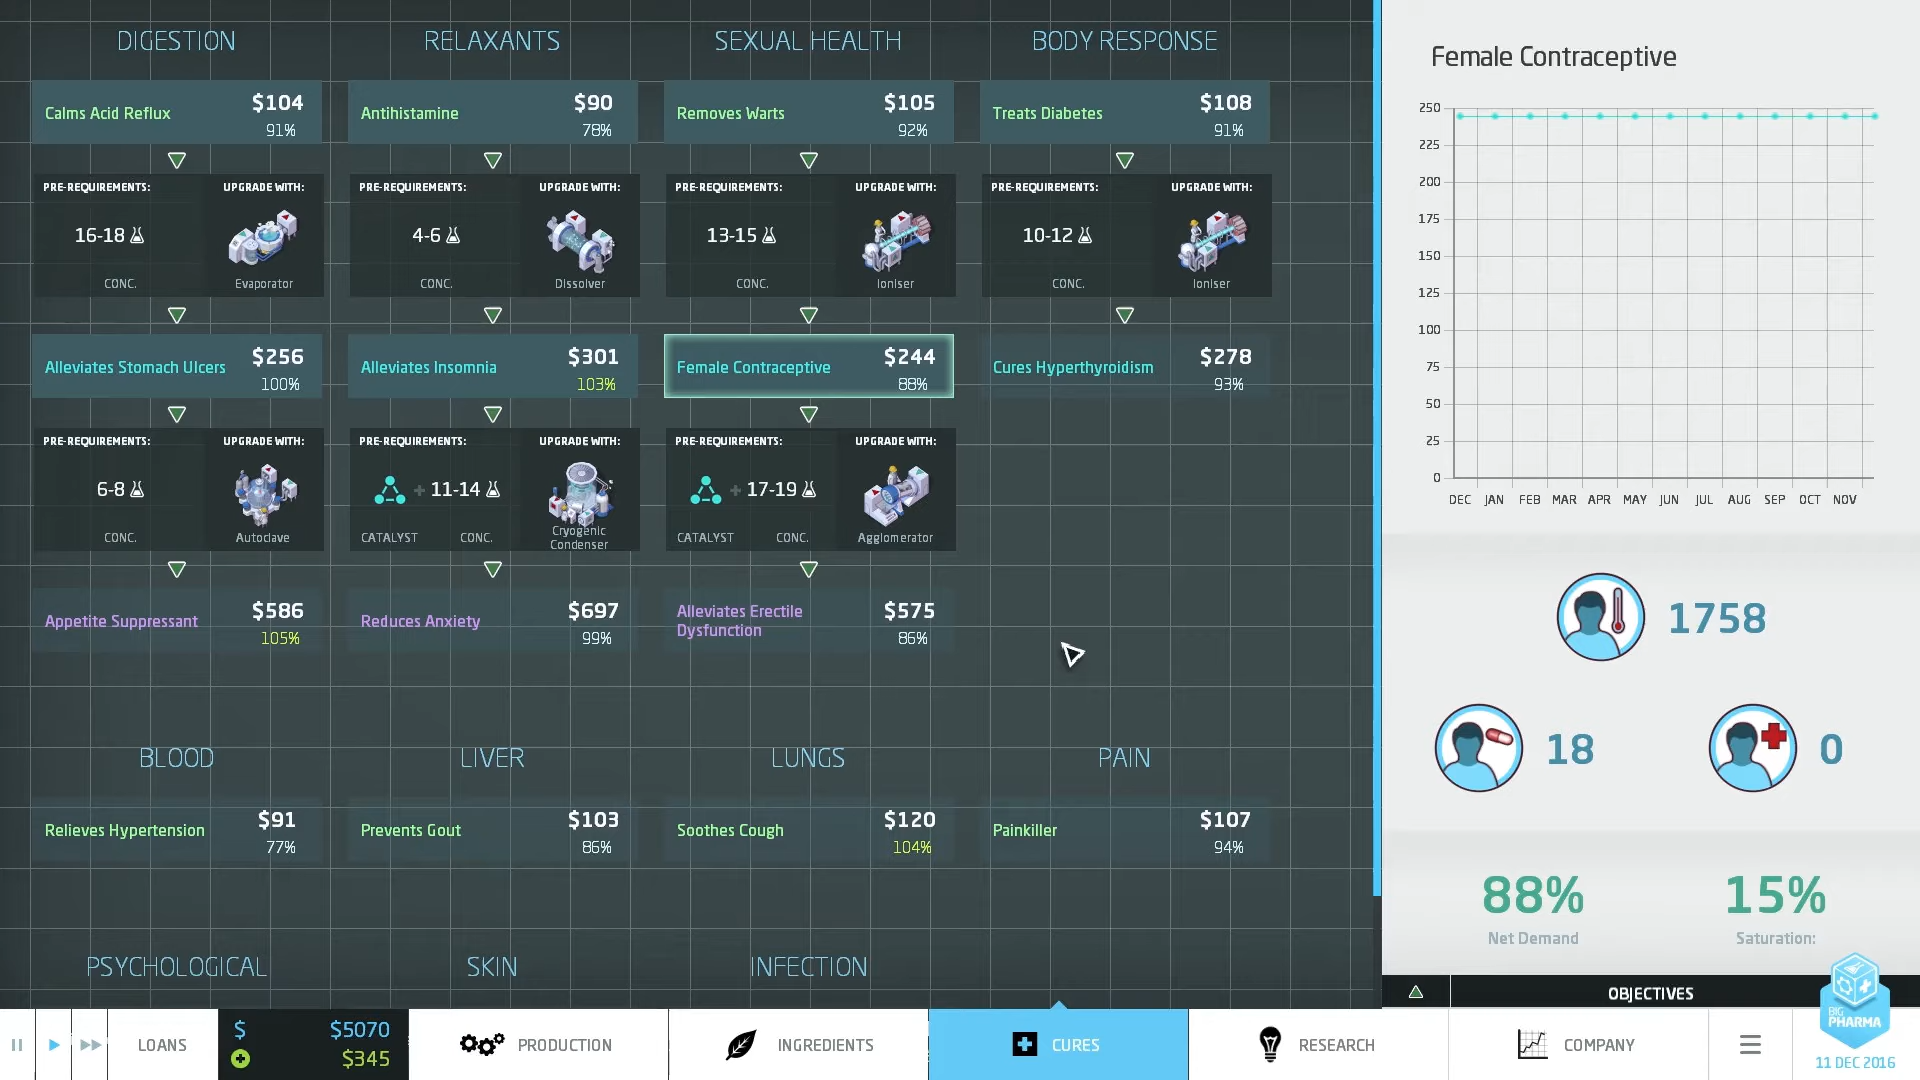 DIGESTION RELAXANTS SEXUAL HEALTH BODY RESPONSE
Calms Acid Reflux $104 91%
Antihistamine $90 78%
Removes Warts $105 92%
Treats Diabetes $108 91%
PRE-REQUIREMENTS: UPGRADE WITH:
16-18
CONC. Evaporator
PRE-REQUIREMENTS: UPGRADE WITH:
4-6
CONC. Dissolver
PRE-REQUIREMENTS: UPGRADE WITH:
13-15
CONC. Ioniser
PRE-REQUIREMENTS: UPGRADE WITH:
10-12
CONC. Ioniser
Alleviates Stomach Ulcers $256 100%
Alleviates Insomnia $301 103%
Female Contraceptive $244 88%
Cures Hyperthyroidism $278 93%
PRE-REQUIREMENTS: UPGRADE WITH:
6-8
CONC. Autoclave
PRE-REQUIREMENTS: UPGRADE WITH:
+ 11-14
CATALYST CONC. Cryogenic Condenser
PRE-REQUIREMENTS: UPGRADE WITH:
+ 17-19
CATALYST CONC. Agglomerator
Appetite Suppressant $586 105%
Reduces Anxiety $697 99%
Alleviates Erectile Dysfunction $575 86%
BLOOD LIVER LUNGS PAIN
Relieves Hypertension $91 77%
Prevents Gout $103 86%
Soothes Cough $120 104%
Painkiller $107 94%
PSYCHOLOGICAL SKIN INFECTION
Female Contraceptive
250
225
200
175
150
125
100
75
50
25
0
DEC JAN FEB MAR APR MAY JUN JUL AUG SEP OCT NOV
1758
18 0
88% 15%
Net Demand Saturation:
OBJECTIVES
LOANS
$ $5070
$345
PRODUCTION INGREDIENTS CURES RESEARCH COMPANY
BIG
PHARMA
11 DEC 2016